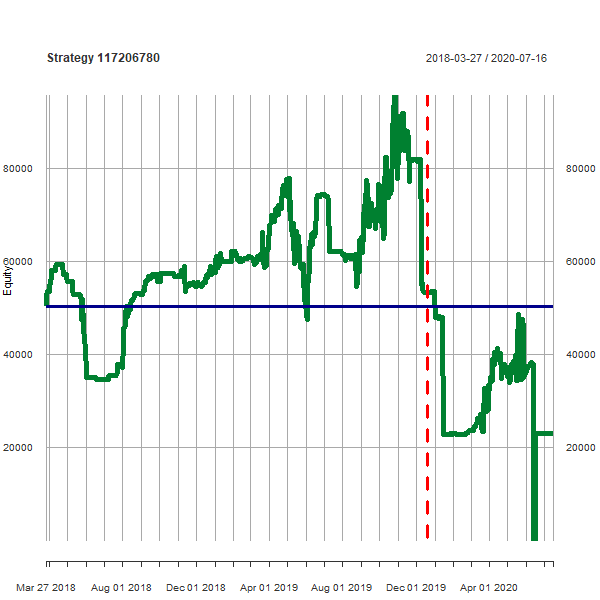 Strategy 117206780
2018-03-27 / 2020-07-16
80000
80000
60000
60000
Equity
40000
40000
20000
20000
Mar 27 2018
Aug 01 2018
Dec 01 2018
Apr 01 2019
Aug 01 2019
Dec 01 2019
Apr 01 2020